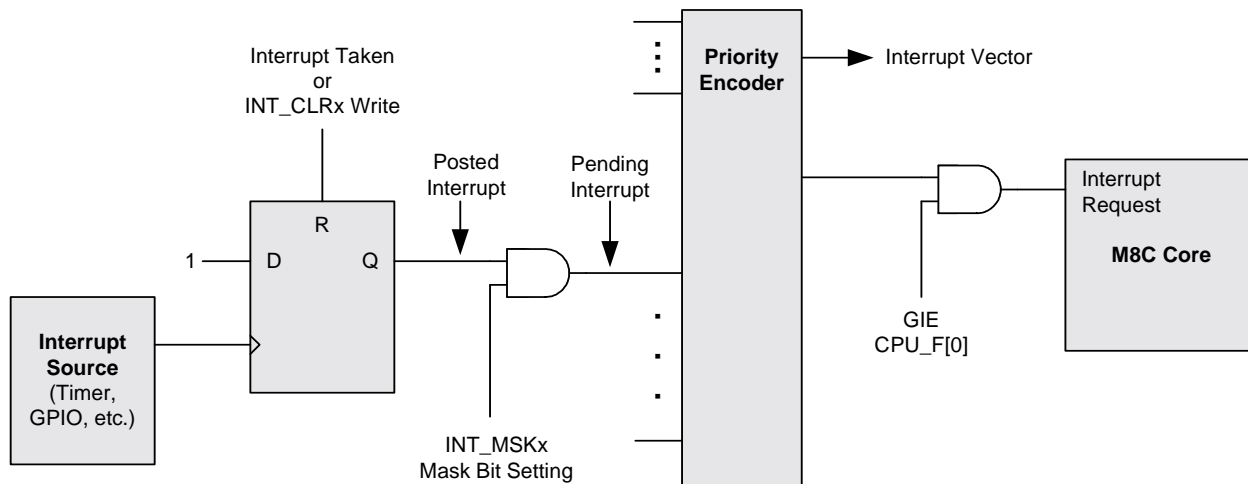 Interrupt Taken
or
INT_CLRx Write
Priority
Encoder
Interrupt Vector
Posted
Interrupt
Pending
Interrupt
Interrupt
Request
M8C Core
R
1
D
Q
GIE
CPU_F[0]
Interrupt
Source
(Timer,
GPIO, etc.)
INT_MSKx
Mask Bit Setting